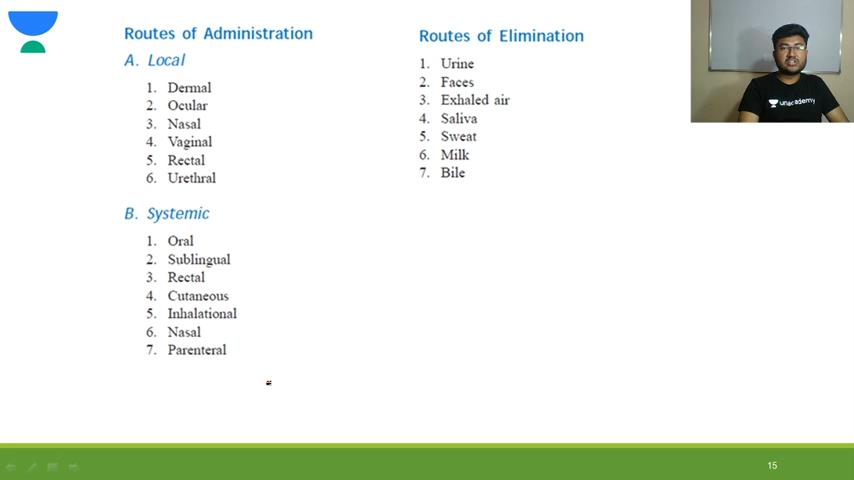 Routes of Administration
A. Local
1. Dermal
2. Ocular
3. Nasal
4. Vaginal
5. Rectal
6. Urethral
B. Systemic
1. Oral
2. Sublingual
3. Rectal
4. Cutaneous
5. Inhalational
6. Nasal
7. Parenteral
Routes of Elimination
1. Urine
2. Faces
3. Exhaled air
4. Saliva
5. Sweat
6. Milk
7. Bile
unacademy
15